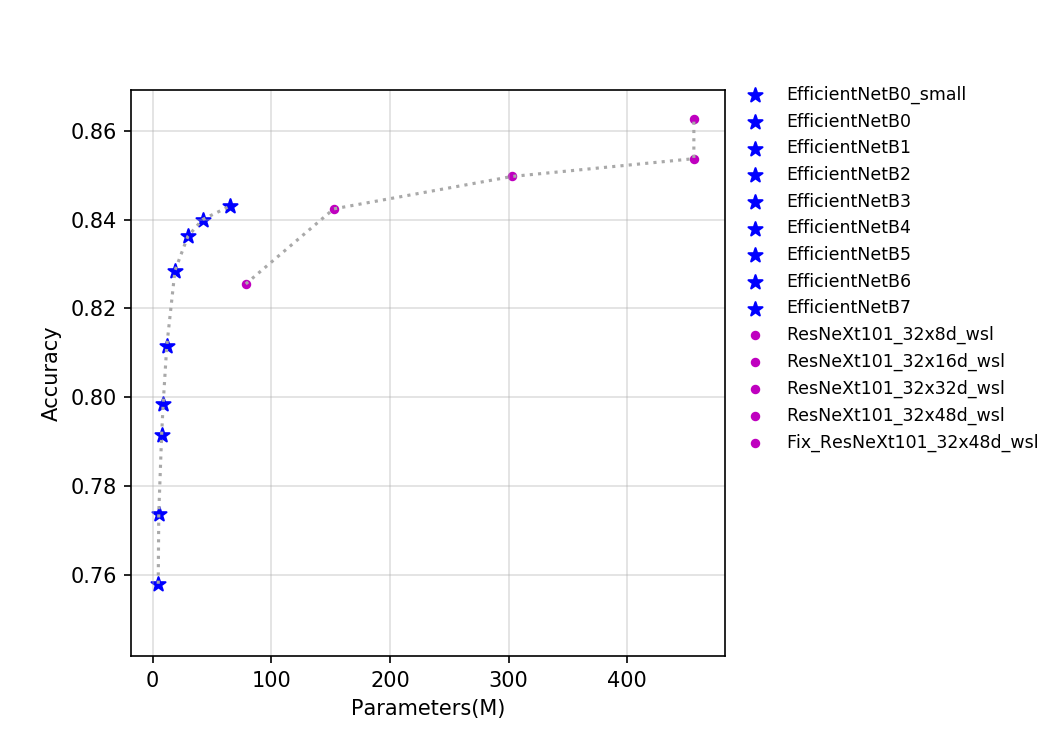 0.86
0.84
0.82
0.80
0.78
0.76
Accuracy
0 100 200 300 400
Parameters(M)
EfficientNetB0_small
EfficientNetB0
EfficientNetB1
EfficientNetB2
EfficientNetB3
EfficientNetB4
EfficientNetB5
EfficientNetB6
EfficientNetB7
ResNeXt101_32x8d_wsl
ResNeXt101_32x16d_wsl
ResNeXt101_32x32d_wsl
ResNeXt101_32x48d_wsl
Fix_ResNeXt101_32x48d_wsl